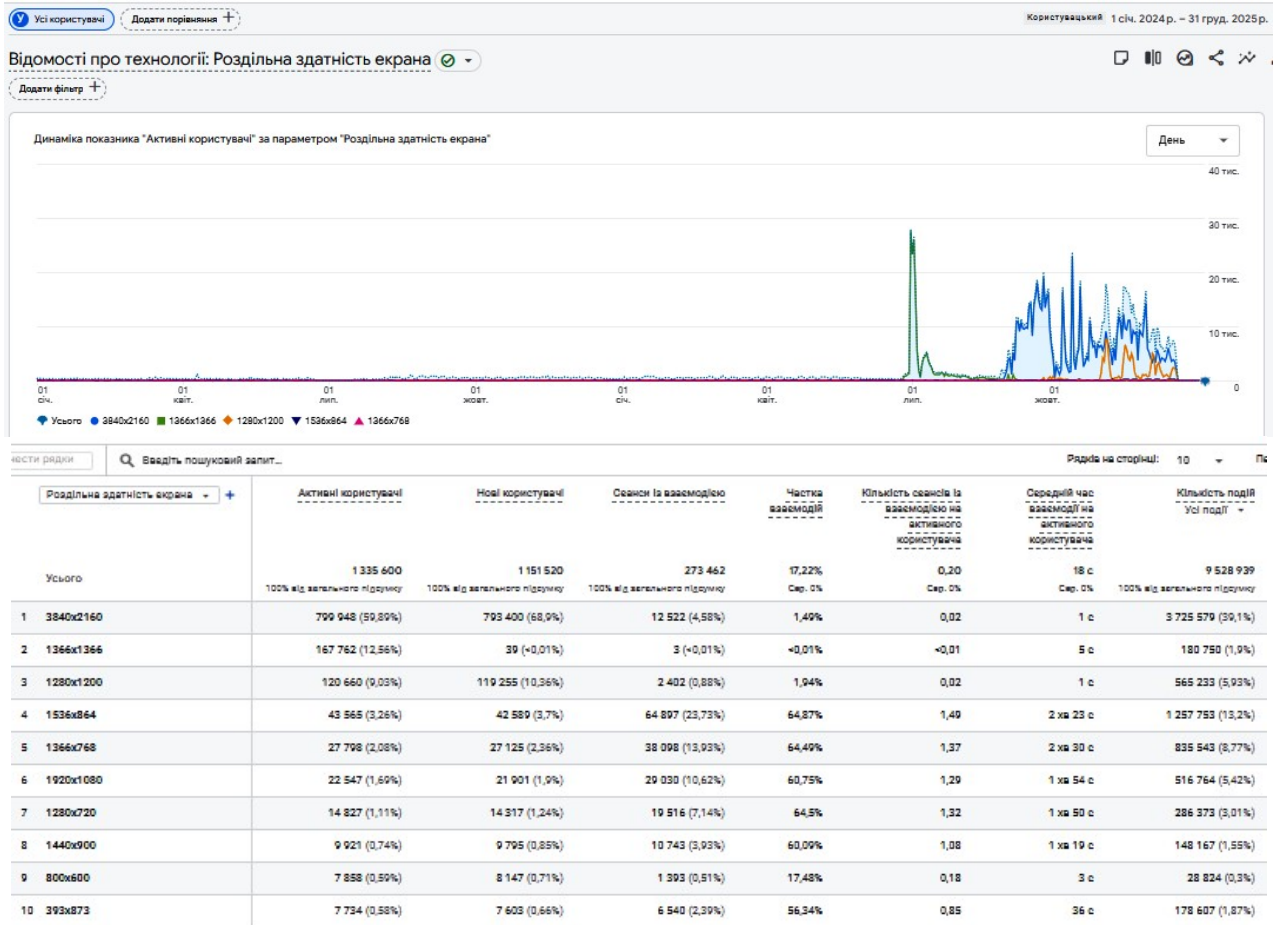 У Усі користувачі Додати порівняння + Користувацький 1 січ. 2024 р. – 31 груд. 2025 р.
Відомості про технології: Роздільна здатність екрана
Додати фільтр +
Динаміка показника "Активні користувачі" за параметром "Роздільна здатність екрана"
День
40 тис.
30 тис.
20 тис.
10 тис.
0
01 01 01 01 01 01 01 01
січ. квіт. лип. жовт. січ. квіт. лип. жовт.
Усього 3840x2160 1366x1366 1280x1200 1536x864 1366x768
нести рядки Введіть пошуковий запит... Рядків на сторінці: 10 Пе
Роздільна здатність екрана + Активні користувачі Нові користувачі Сеанси із взаємодією Частка Кількість сеансів із Середній час Кількість подій
взаємодій взаємодією на взаємодії на Усі події
активного активного
користувача користувача
Усього 1 335 600 1 151 520 273 462 17,22% 0,20 18 с 9 528 939
100% від загального підсумку 100% від загального підсумку 100% від загального підсумку Сер. 0% Сер. 0% Сер. 0% 100% від загального підсумку
1 3840x2160 799 948 (59,89%) 793 400 (68,9%) 12 522 (4,58%) 1,49% 0,02 1 с 3 725 579 (39,1%)
2 1366x1366 167 762 (12,56%) 39 (<0,01%) 3 (<0,01%) <0,01% <0,01 5 с 180 750 (1,9%)
3 1280x1200 120 660 (9,03%) 119 255 (10,36%) 2 402 (0,88%) 1,94% 0,02 1 с 565 233 (5,93%)
4 1536x864 43 565 (3,26%) 42 589 (3,7%) 64 897 (23,73%) 64,87% 1,49 2 хв 23 с 1 257 753 (13,2%)
5 1366x768 27 798 (2,08%) 27 125 (2,36%) 38 098 (13,93%) 64,49% 1,37 2 хв 30 с 835 543 (8,77%)
6 1920x1080 22 547 (1,69%) 21 901 (1,9%) 29 030 (10,62%) 60,75% 1,29 1 хв 54 с 516 764 (5,42%)
7 1280x720 14 827 (1,11%) 14 317 (1,24%) 19 516 (7,14%) 64,5% 1,32 1 хв 50 с 286 373 (3,01%)
8 1440x900 9 921 (0,74%) 9 795 (0,85%) 10 743 (3,93%) 60,09% 1,08 1 хв 19 с 148 167 (1,55%)
9 800x600 7 858 (0,59%) 8 147 (0,71%) 1 393 (0,51%) 17,48% 0,18 3 с 28 824 (0,3%)
10 393x873 7 734 (0,58%) 7 603 (0,66%) 6 540 (2,39%) 56,34% 0,85 36 с 178 607 (1,87%)